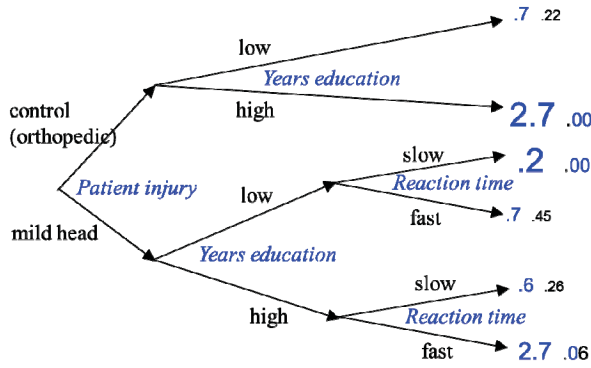 .7 .22
low
Years education
control
(orthopedic)
high
2.7 .00
slow
.2 .00
Patient injury
low
Reaction time
fast
.7 .45
mild head
Years education
slow
.6 .26
high
Reaction time
fast
2.7 .06